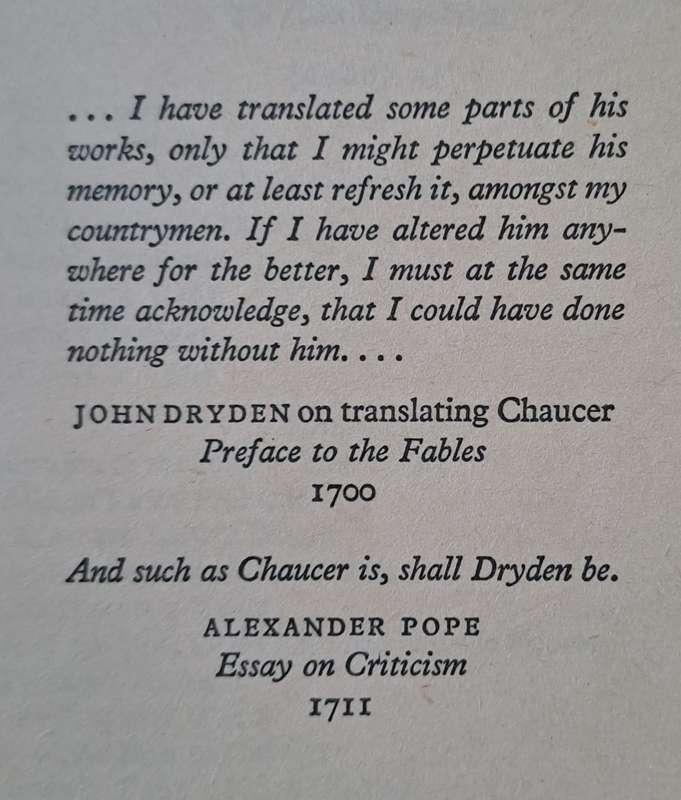 ... I have translated some parts of his
works, only that I might perpetuate his
memory, or at least refresh it, amongst my
countrymen. If I have altered him any-
where for the better, I must at the same
time acknowledge, that I could have done
nothing without him. . . .
JOHN DRYDEN on translating Chaucer
Preface to the Fables
1700
And such as Chaucer is, shall Dryden be.
ALEXANDER POPE
Essay on Criticism
1711